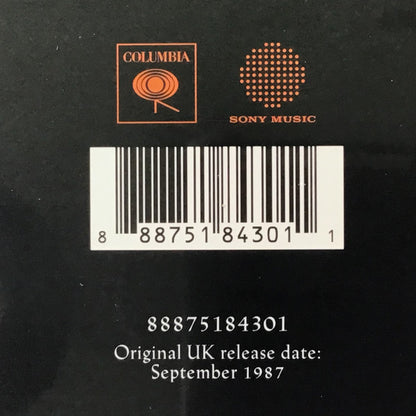 COLUMBIA
SONY MUSIC
8 88751 84301 1
88875184301
Original UK release date:
September 1987